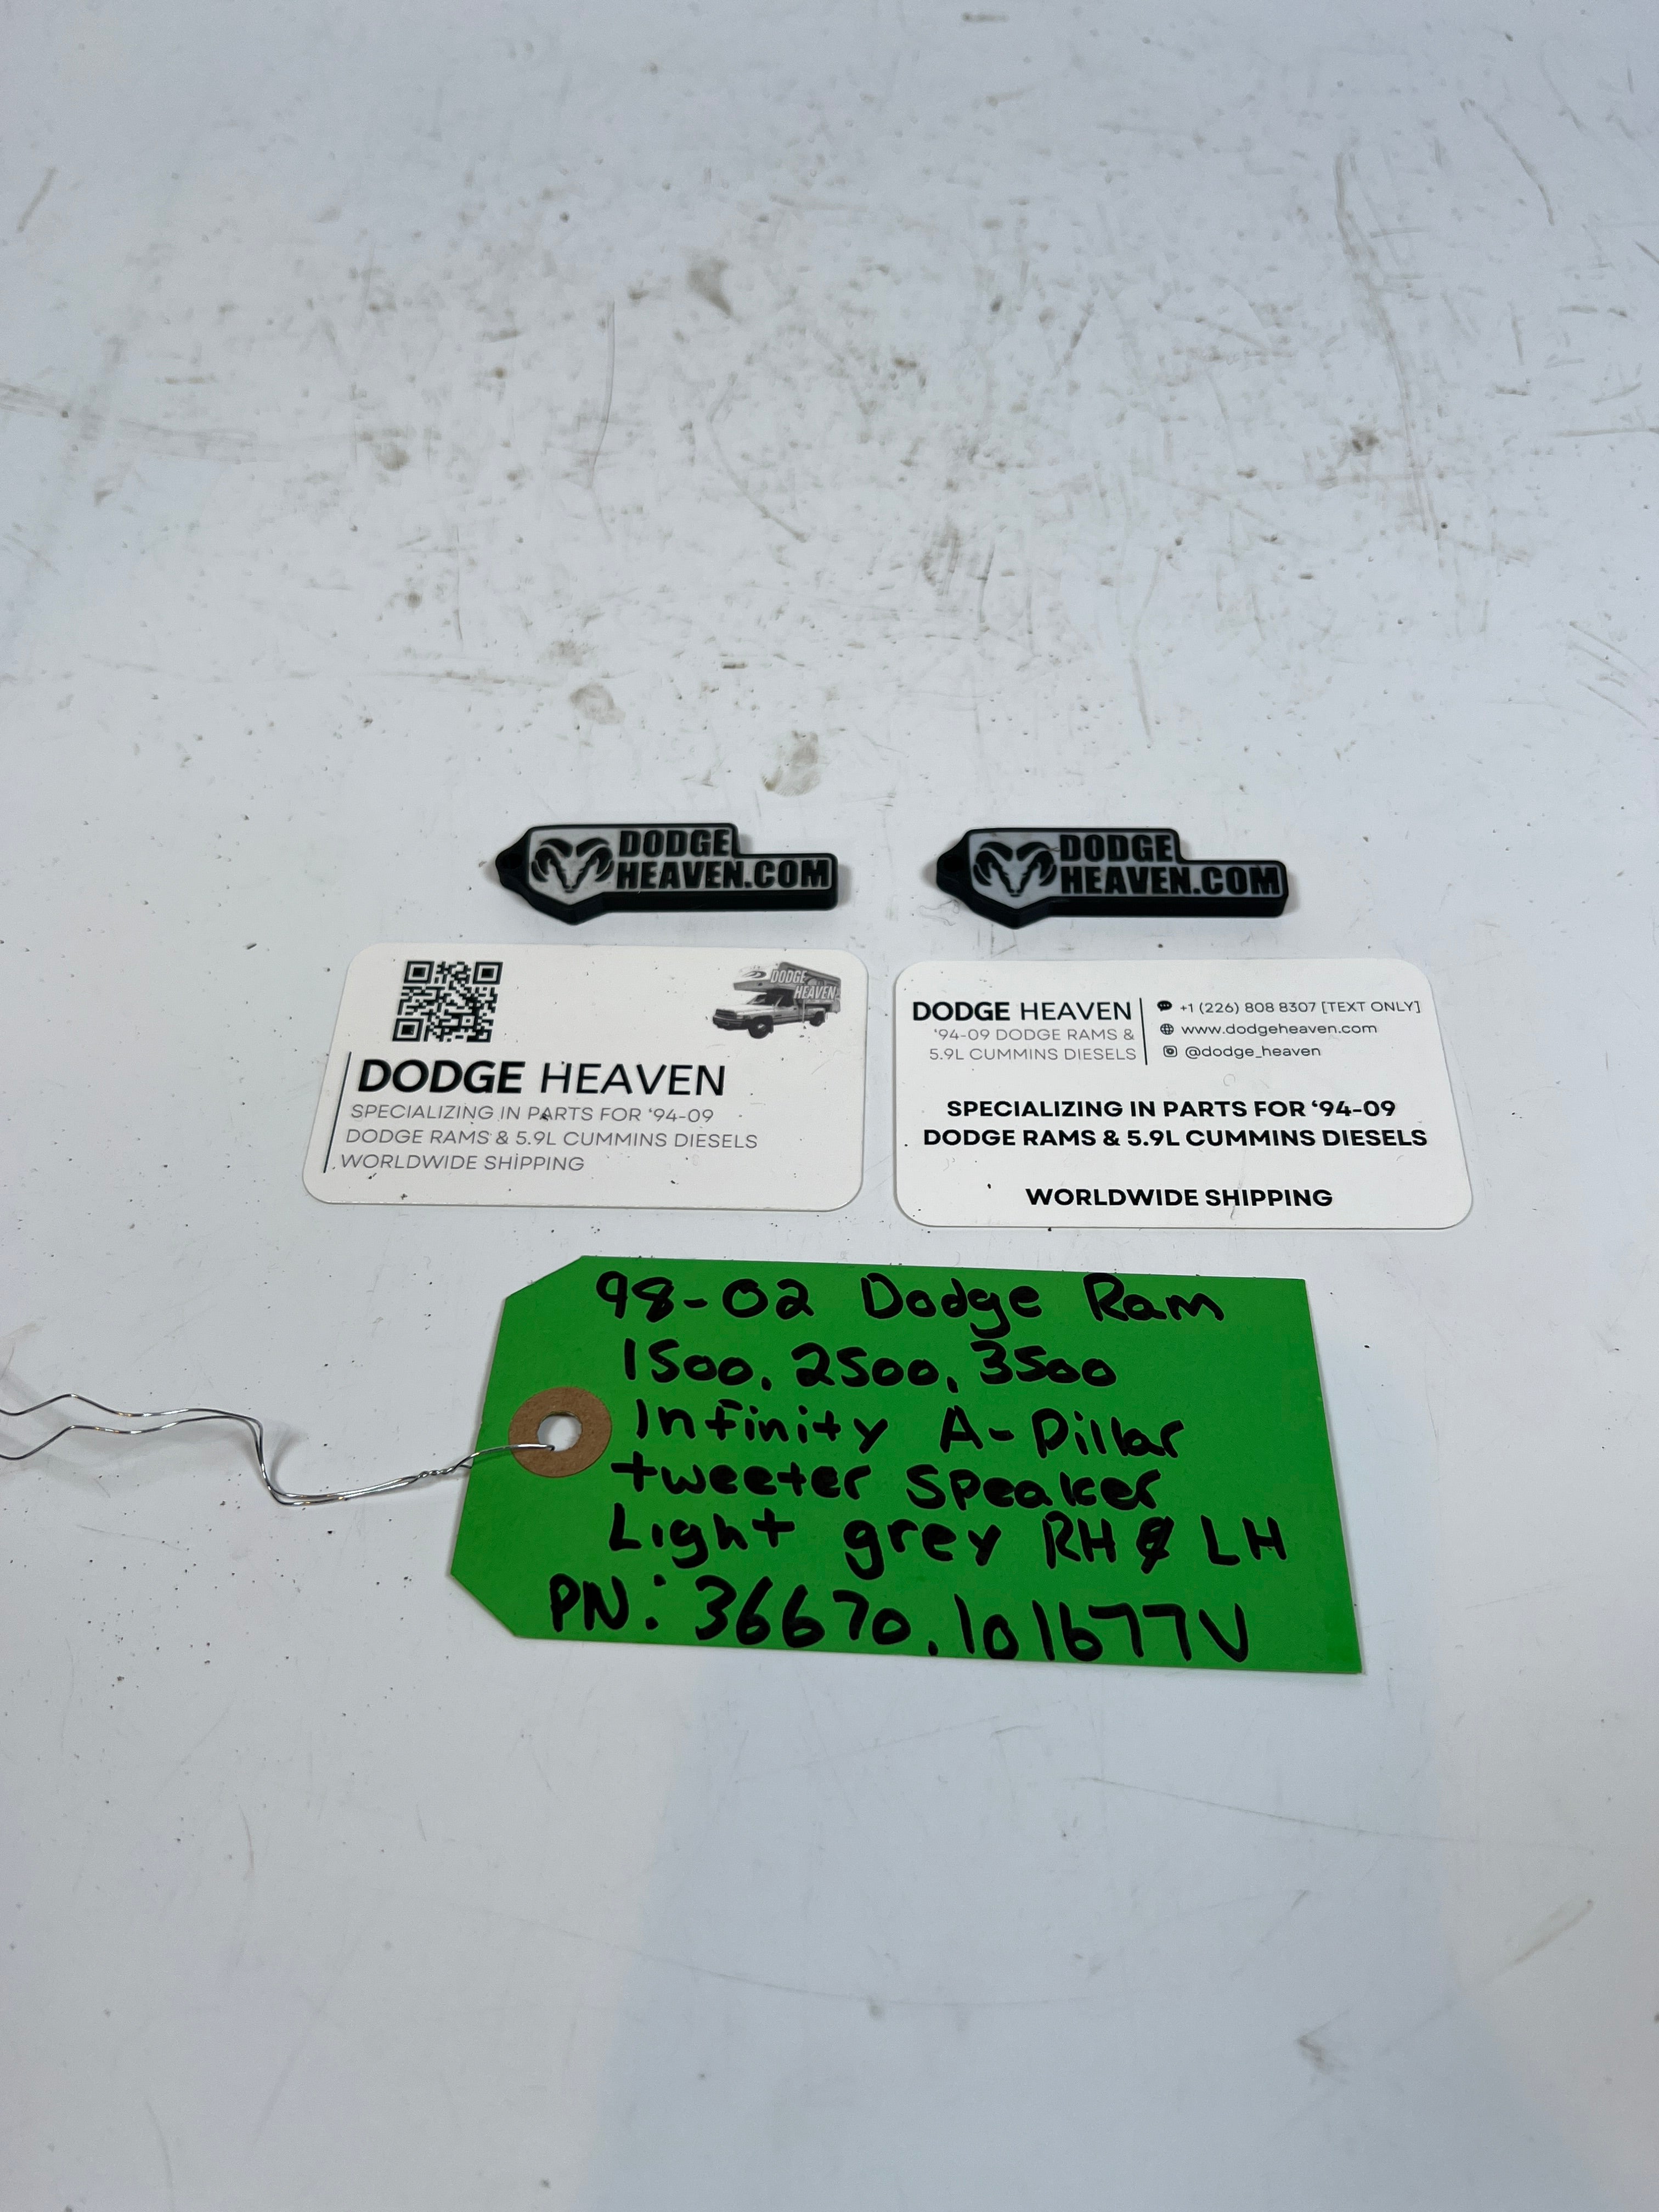 DODGE
HEAVEN.COM
DODGE
HEAVEN.COM
DODGE
HEAVEN
DODGE HEAVEN
SPECIALIZING IN PARTS FOR ‘94-09
DODGE RAMS & 5.9L CUMMINS DIESELS
WORLDWIDE SHIPPING
DODGE HEAVEN
‘94-09 DODGE RAMS &
5.9L CUMMINS DIESELS
+1 (226) 808 8307 [TEXT ONLY]
www.dodgeheaven.com
@dodge_heaven
SPECIALIZING IN PARTS FOR ‘94-09
DODGE RAMS & 5.9L CUMMINS DIESELS
WORLDWIDE SHIPPING
98-02 Dodge Ram
1500, 2500, 3500
Infinity A-Pillar
tweeter speaker
Light grey RH & LH
PN: 36670.101677V